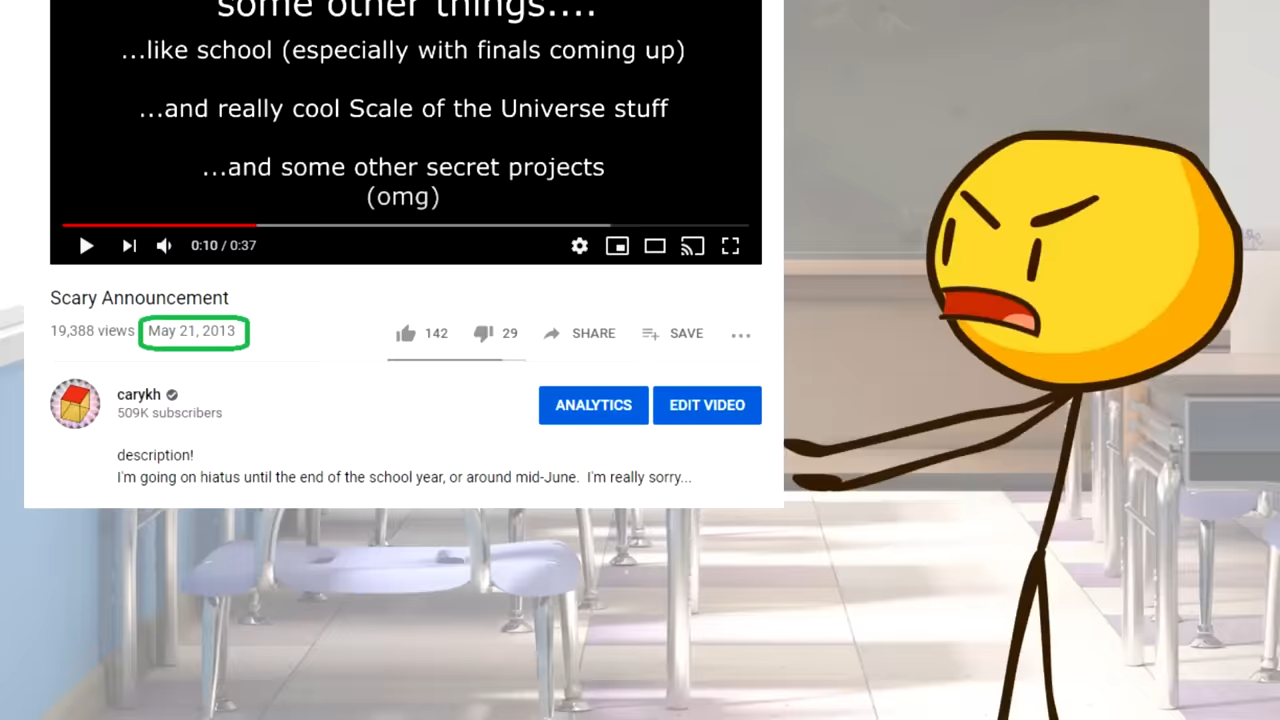 some other things....
...like school (especially with finals coming up)
...and really cool Scale of the Universe stuff
...and some other secret projects
(omg)
0:10 / 0:37
Scary Announcement
19,388 views May 21, 2013 142 29 SHARE SAVE
carykh
509K subscribers
ANALYTICS EDIT VIDEO
description!
I'm going on hiatus until the end of the school year, or around mid-June.  I'm really sorry...